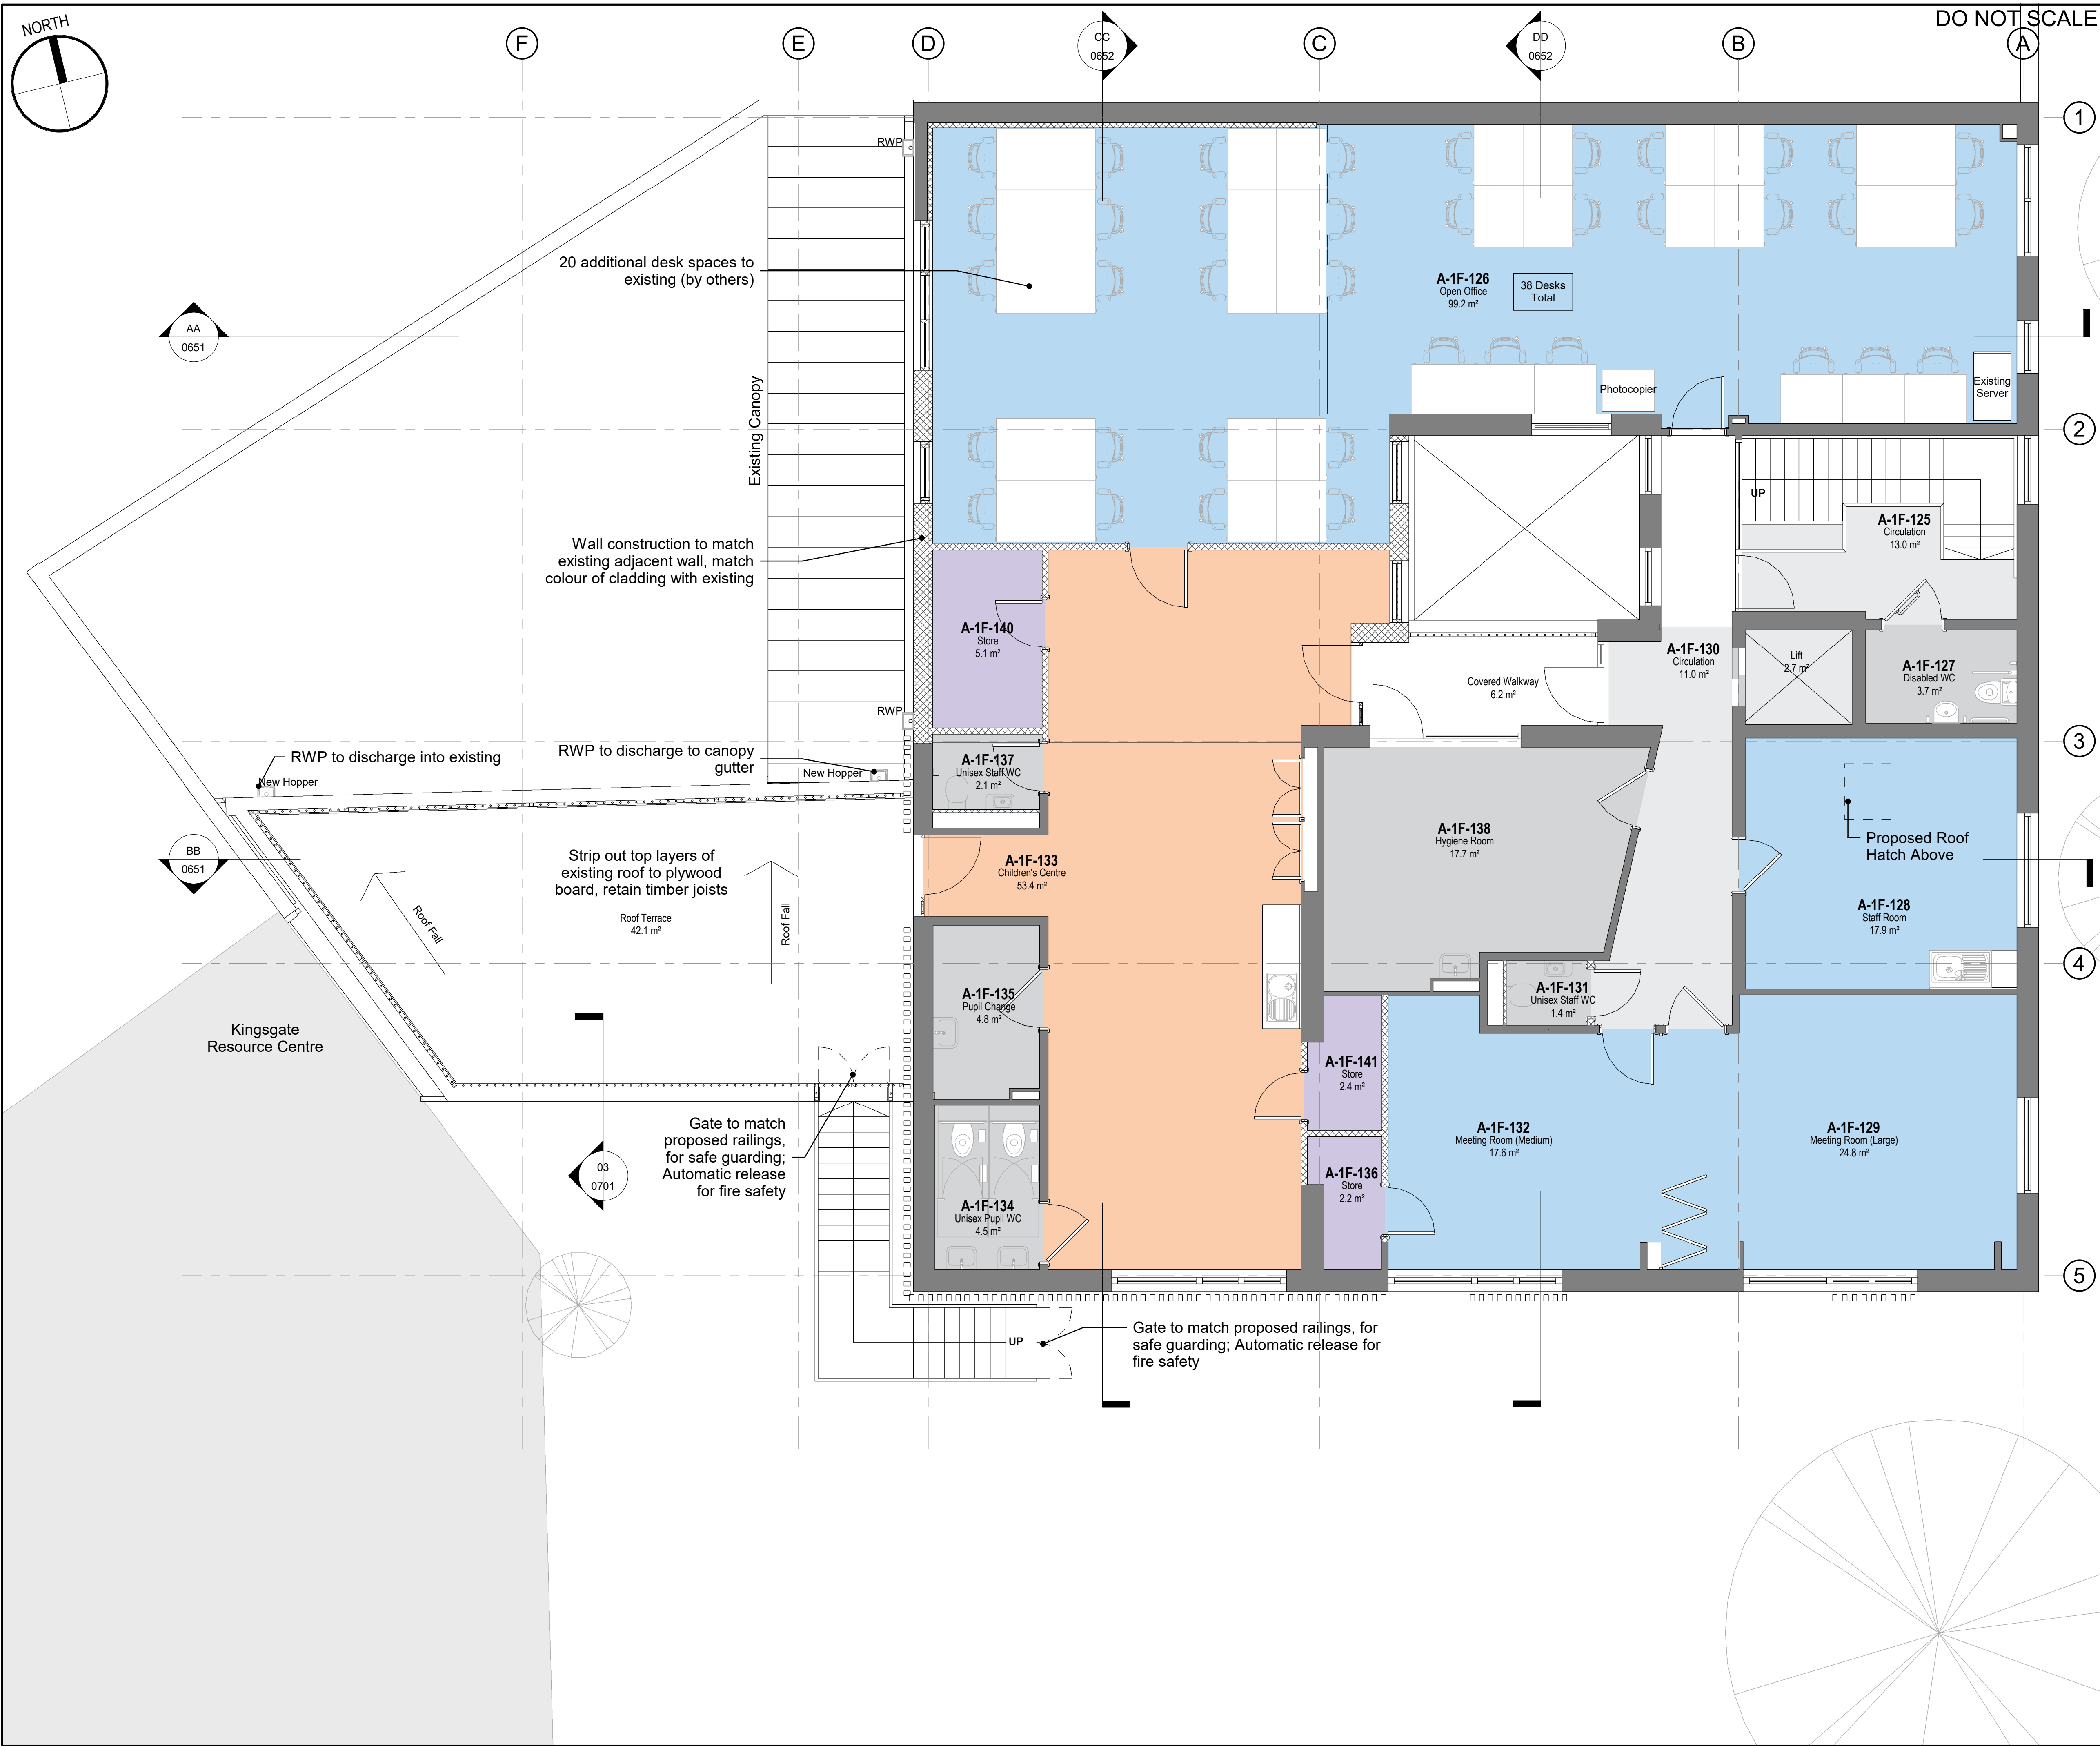 DO NOT SCALE
NORTH
F
E
D
CC
0652
C
DD
0652
B
A
1
RWP
20 additional desk spaces to
existing (by others)
A-1F-126
Open Office
99.2 m²
38 Desks
Total
AA
0651
Existing Canopy
Photocopier
Existing
Server
2
UP
A-1F-125
Circulation
13.0 m²
Wall construction to match
existing adjacent wall, match
colour of cladding with existing
A-1F-140
Store
5.1 m²
A-1F-130
Circulation
11.0 m²
Lift
2.7 m²
A-1F-127
Disabled WC
3.7 m²
Covered Walkway
6.2 m²
RWP
3
RWP to discharge into existing
New Hopper
RWP to discharge to canopy
gutter
New Hopper
A-1F-137
Unisex Staff WC
2.1 m²
A-1F-138
Hygiene Room
17.7 m²
Proposed Roof
Hatch Above
BB
0651
Strip out top layers of
existing roof to plywood
board, retain timber joists
Roof Terrace
42.1 m²
Roof Fall
Roof Fall
A-1F-133
Children's Centre
53.4 m²
A-1F-128
Staff Room
17.9 m²
4
A-1F-135
Pupil Change
4.8 m²
A-1F-131
Unisex Staff WC
1.4 m²
Kingsgate
Resource Centre
A-1F-141
Store
2.4 m²
Gate to match
proposed railings,
for safe guarding;
Automatic release
for fire safety
A-1F-132
Meeting Room (Medium)
17.6 m²
A-1F-129
Meeting Room (Large)
24.8 m²
03
0701
A-1F-136
Store
2.2 m²
A-1F-134
Unisex Pupil WC
4.5 m²
5
UP
Gate to match proposed railings, for
safe guarding; Automatic release for
fire safety